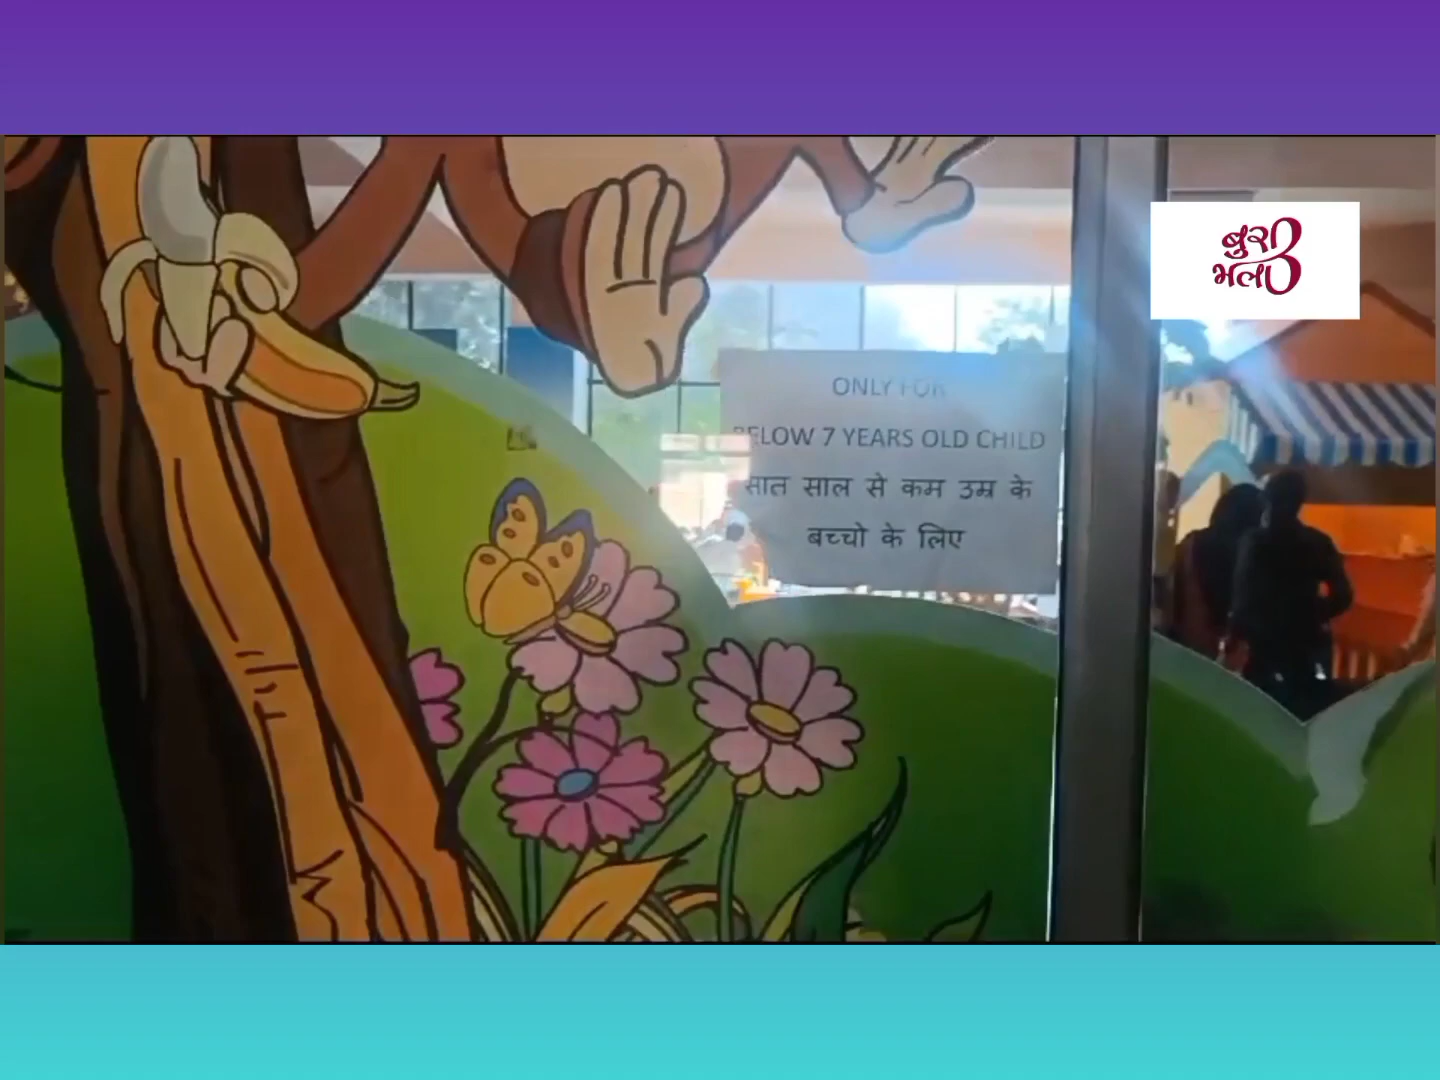 बुरा
भला
ONLY FOR
BELOW 7 YEARS OLD CHILD
सात साल से कम उम्र के
बच्चो के लिए